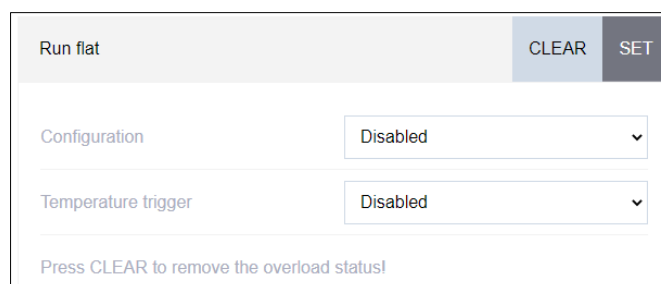 Run flat CLEAR SET
Configuration Disabled
Temperature trigger Disabled
Press CLEAR to remove the overload status!